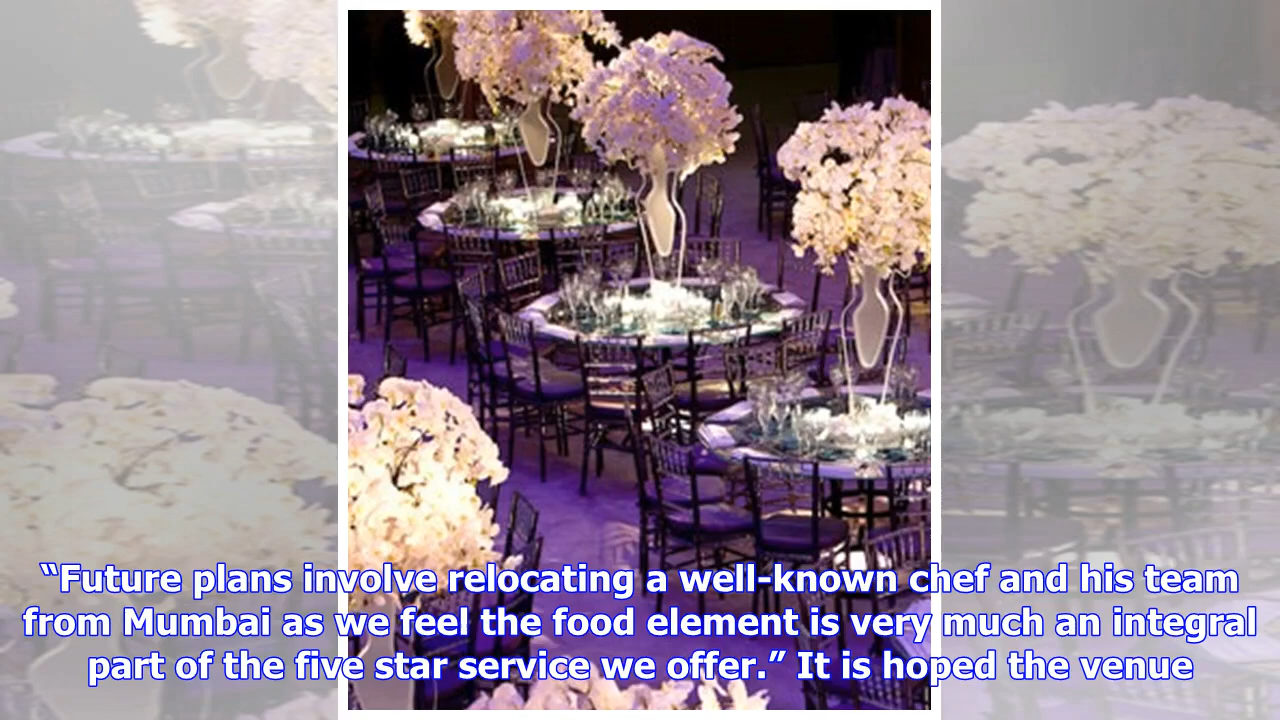 “Future plans involve relocating a well-known chef and his team
from Mumbai as we feel the food element is very much an integral
part of the five star service we offer.” It is hoped the venue